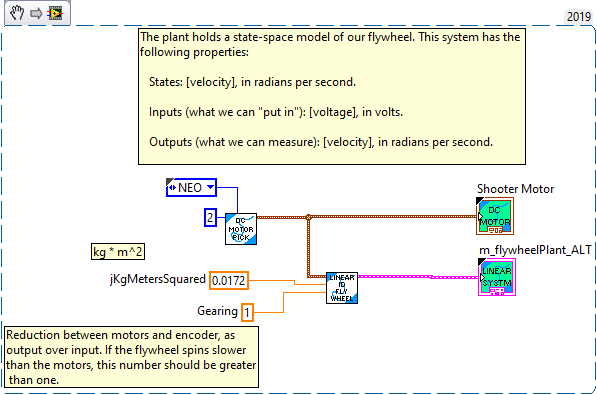 2019
The plant holds a state-space model of our flywheel. This system has the
following properties:
States: [velocity], in radians per second.
Inputs (what we can "put in"): [voltage], in volts.
Outputs (what we can measure): [velocity], in radians per second.
NEO
Shooter Motor
2
DC
MOTOR
PICK
DC
MOTOR
kg * m^2
m_flywheelPlant_ALT
jKgMetersSquared
0.0172
LINEAR
ID
FLY
WHEEL
LINEAR
SYSTM
Gearing
1
Reduction between motors and encoder, as
output over input. If the flywheel spins slower
than the motors, this number should be greater
than one.